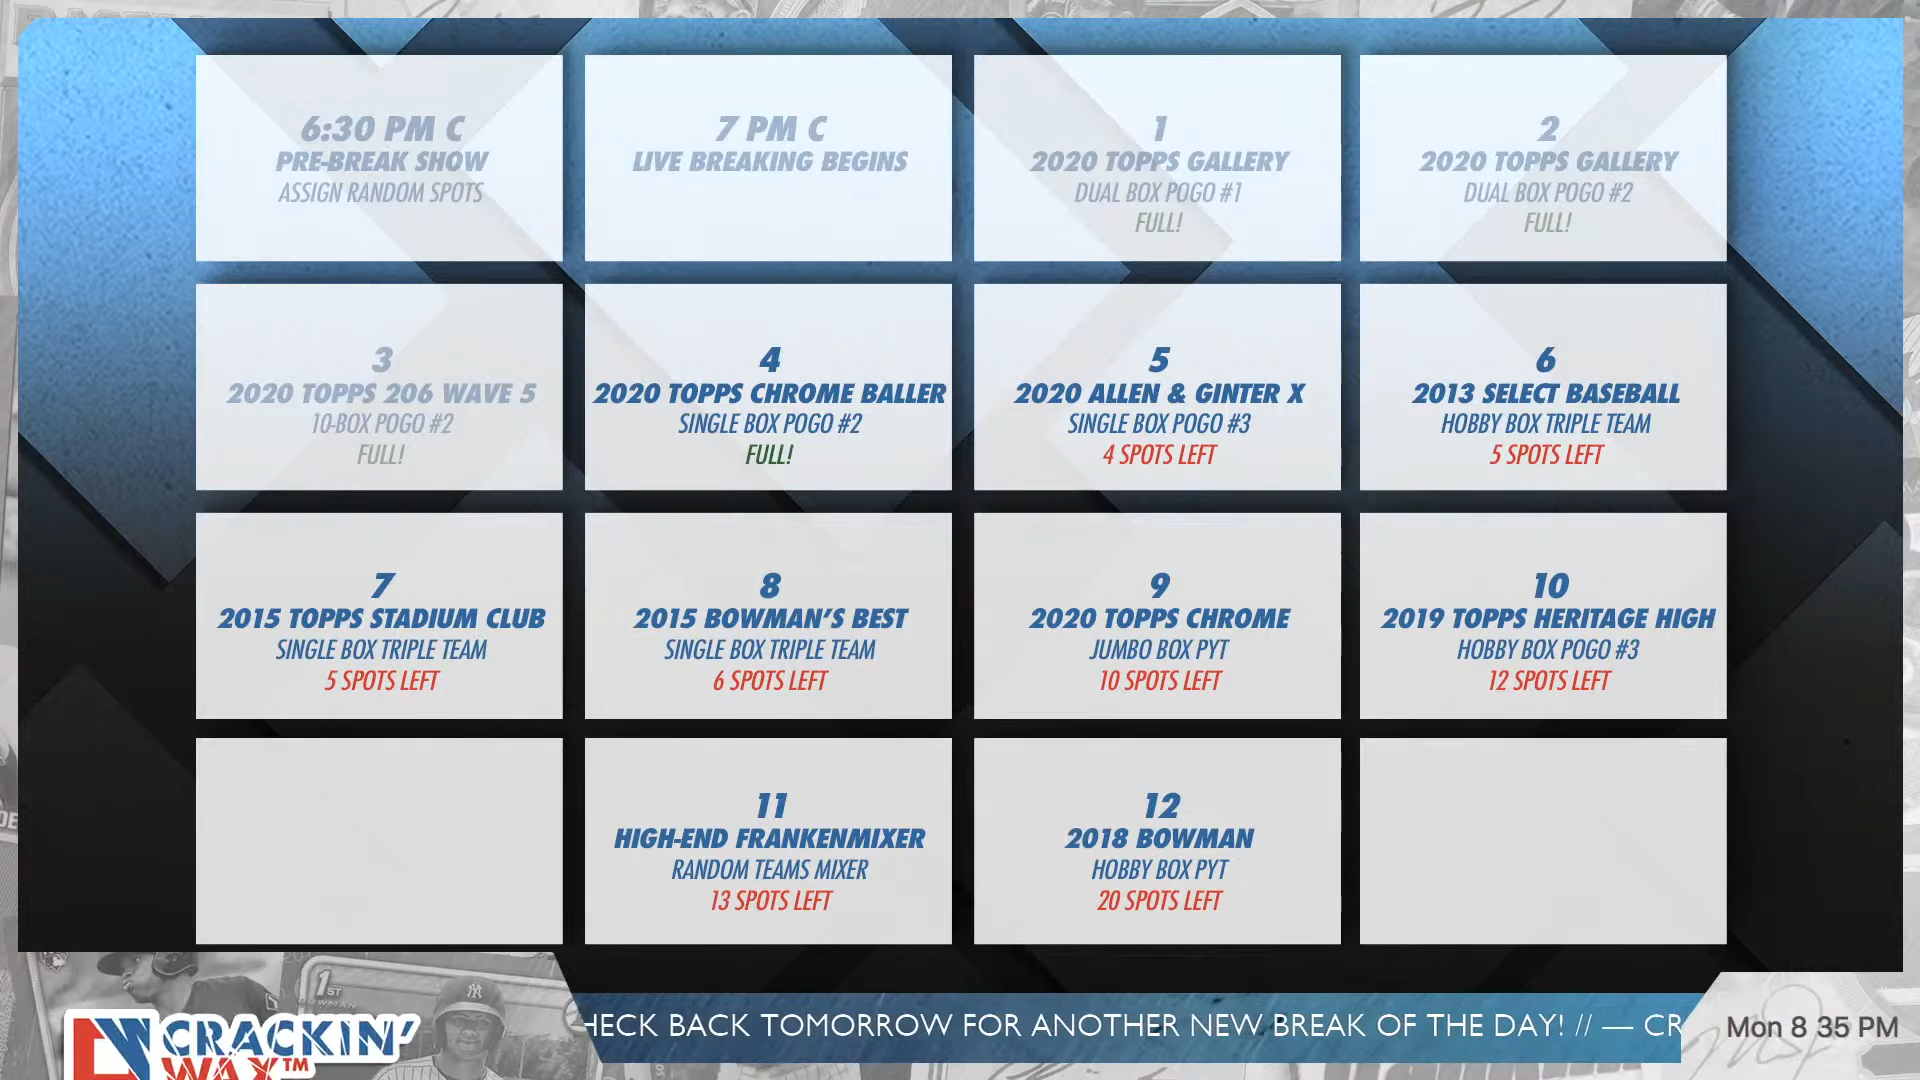 6:30 PM C
PRE-BREAK SHOW
ASSIGN RANDOM SPOTS
7 PM C
LIVE BREAKING BEGINS
1
2020 TOPPS GALLERY
DUAL BOX POGO #1
FULL!
2
2020 TOPPS GALLERY
DUAL BOX POGO #2
FULL!
3
2020 TOPPS 206 WAVE 5
10-BOX POGO #2
FULL!
4
2020 TOPPS CHROME BALLER
SINGLE BOX POGO #2
FULL!
5
2020 ALLEN & GINTER X
SINGLE BOX POGO #3
4 SPOTS LEFT
6
2013 SELECT BASEBALL
HOBBY BOX TRIPLE TEAM
5 SPOTS LEFT
7
2015 TOPPS STADIUM CLUB
SINGLE BOX TRIPLE TEAM
5 SPOTS LEFT
8
2015 BOWMAN'S BEST
SINGLE BOX TRIPLE TEAM
6 SPOTS LEFT
9
2020 TOPPS CHROME
JUMBO BOX PYT
10 SPOTS LEFT
10
2019 TOPPS HERITAGE HIGH
HOBBY BOX POGO #3
12 SPOTS LEFT
11
HIGH-END FRANKENMIXER
RANDOM TEAMS MIXER
13 SPOTS LEFT
12
2018 BOWMAN
HOBBY BOX PYT
20 SPOTS LEFT
1ST
BOWMAN
CRACKIN'
WAX™
HECK BACK TOMORROW FOR ANOTHER NEW BREAK OF THE DAY! // — CR
Mon 8 35 PM